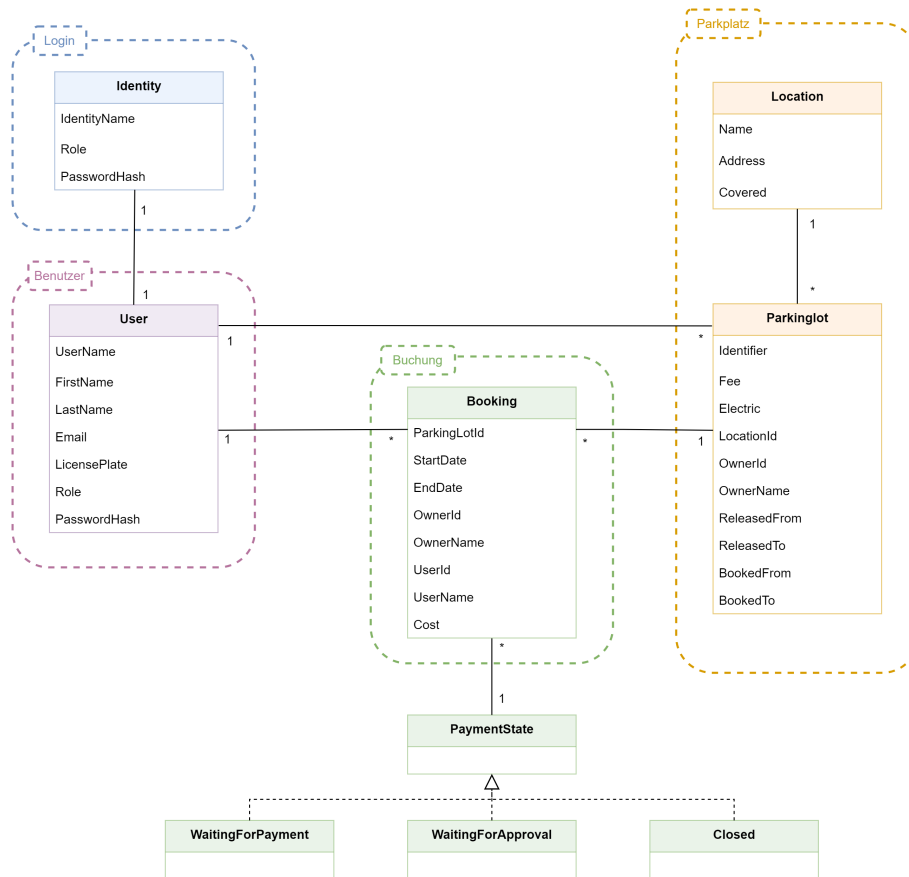 Login
Identity
IdentityName
Role
PasswordHash
1
1
Benutzer
User
UserName
FirstName
LastName
Email
LicensePlate
Role
PasswordHash
1
*
1
*
Buchung
Booking
ParkingLotId
StartDate
EndDate
OwnerId
OwnerName
UserId
UserName
Cost
*
1
*
1
PaymentState
WaitingForPayment
WaitingForApproval
Closed
Parkplatz
Location
Name
Address
Covered
1
*
Parkinglot
Identifier
Fee
Electric
LocationId
OwnerId
OwnerName
ReleasedFrom
ReleasedTo
BookedFrom
BookedTo